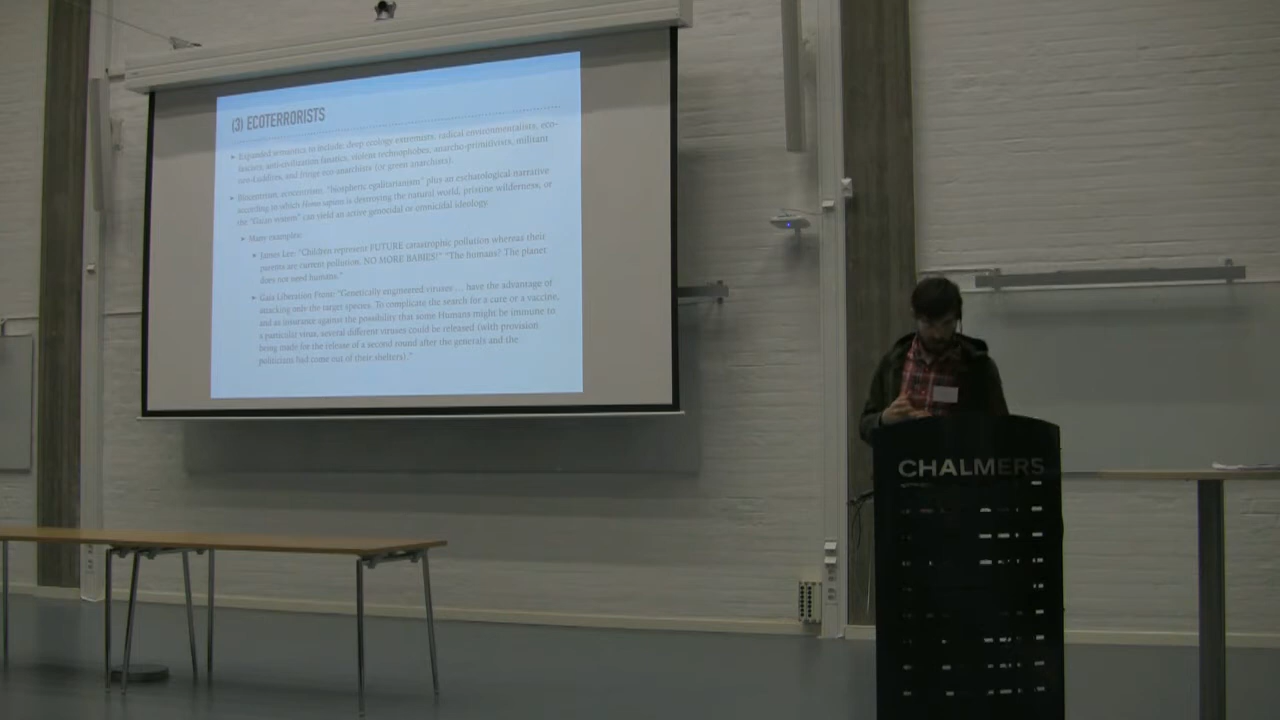 (3) ECOTERRORISTS
▸ Expanded semantics to include: deep ecology extremists, radical environmentalists, eco-
fascists, anti-civilization fanatics, violent technophobes, anarcho-primitivists, militant
neo-Luddites, and fringe eco-anarchists (or green anarchists).
▸ Biocentrism, ecocentrism, "biospheric egalitarianism" plus an eschatological narrative
according to which Homo sapiens is destroying the natural world, pristine wilderness, or
the "Gaian system" can yield an active genocidal or omnicidal ideology.
▸ Many examples:
▸ James Lee: "Children represent FUTURE catastrophic pollution whereas their
parents are current pollution. NO MORE BABIES!" "The humans? The planet
does not need humans."
▸ Gaia Liberation Front: "Genetically engineered viruses ... have the advantage of
attacking only the target species. To complicate the search for a cure or a vaccine,
and as insurance against the possibility that some Humans might be immune to
a particular virus, several different viruses could be released (with provision
being made for the release of a second round after the generals and the
politicians had come out of their shelters)."
CHALMERS